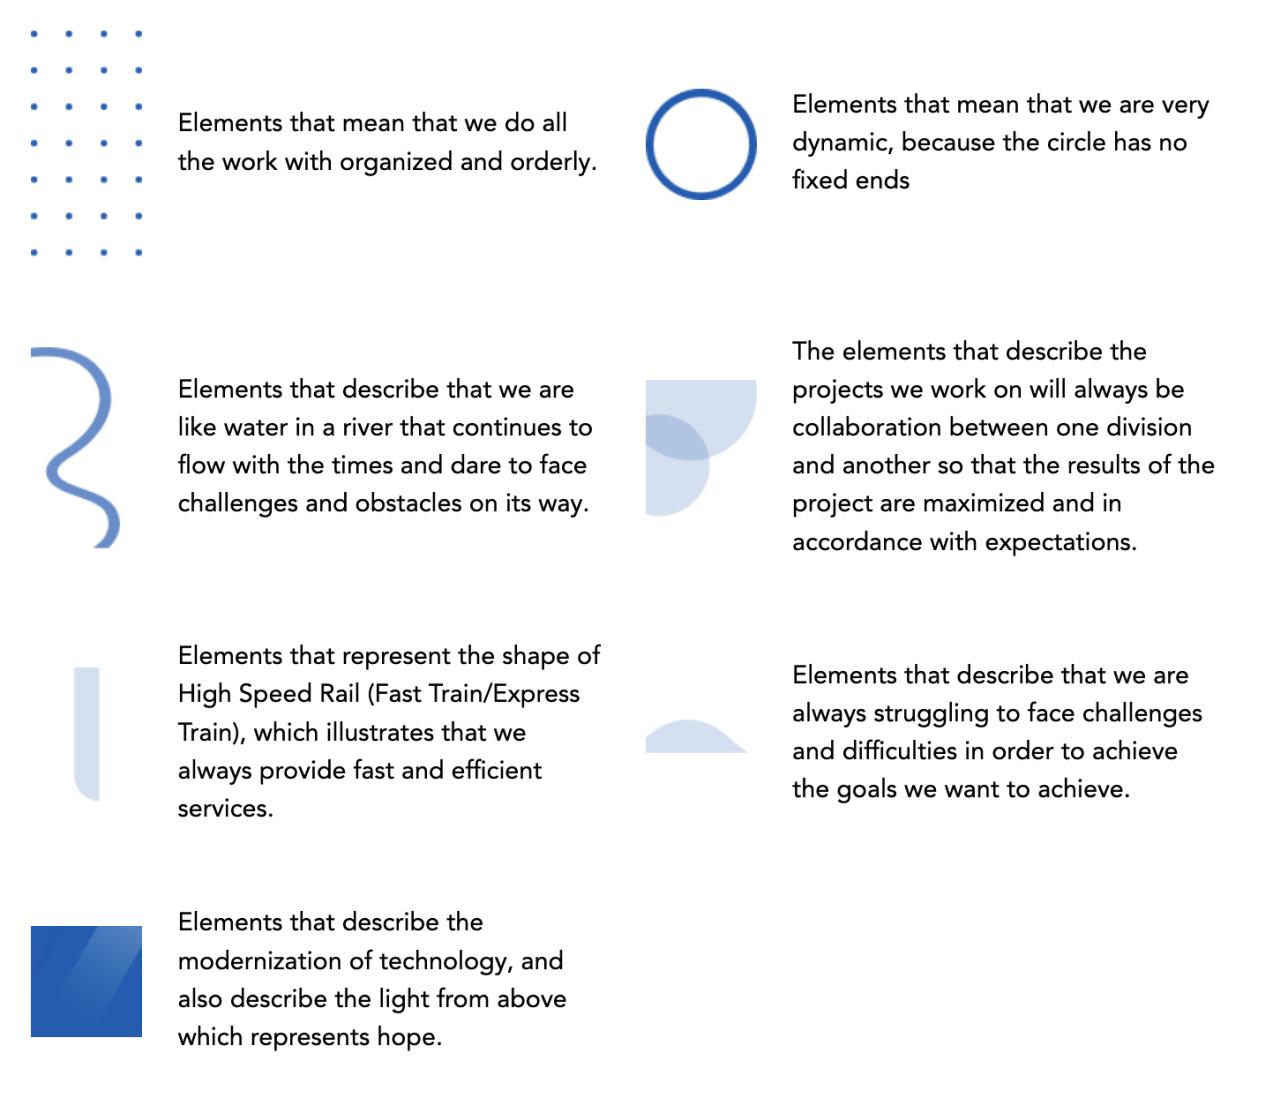 Elements that mean that we do all
the work with organized and orderly.
Elements that mean that we are very
dynamic, because the circle has no
fixed ends
Elements that describe that we are
like water in a river that continues to
flow with the times and dare to face
challenges and obstacles on its way.
The elements that describe the
projects we work on will always be
collaboration between one division
and another so that the results of the
project are maximized and in
accordance with expectations.
Elements that represent the shape of
High Speed Rail (Fast Train/Express
Train), which illustrates that we
always provide fast and efficient
services.
Elements that describe that we are
always struggling to face challenges
and difficulties in order to achieve
the goals we want to achieve.
Elements that describe the
modernization of technology, and
also describe the light from above
which represents hope.